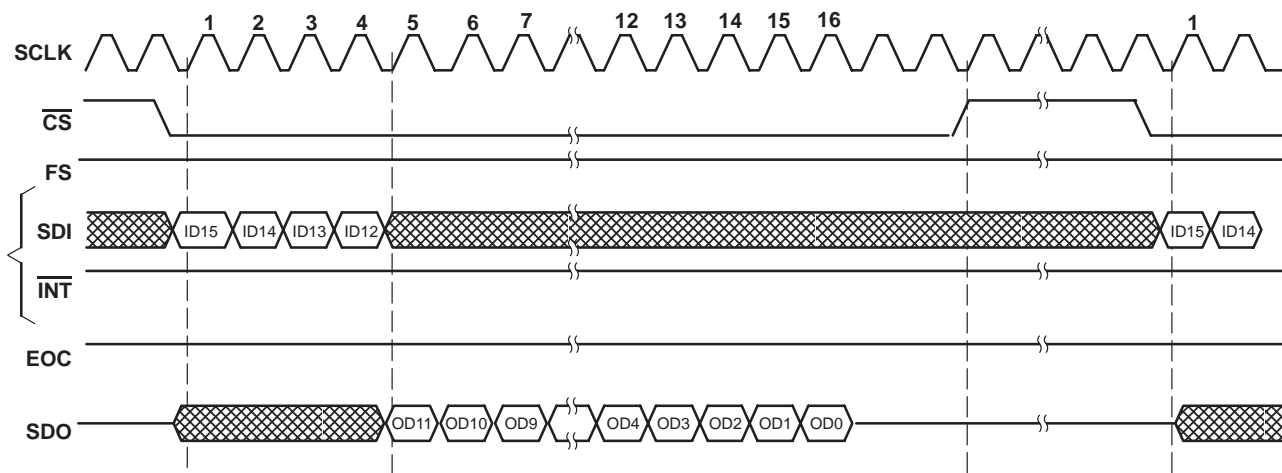 1 2 3 4 5 6 7 12 13 14 15 16 1
SCLK
CS
FS
SDI ID15 ID14 ID13 ID12 ID15 ID14
INT
EOC
SDO OD11 OD10 OD9 OD4 OD3 OD2 OD1 OD0